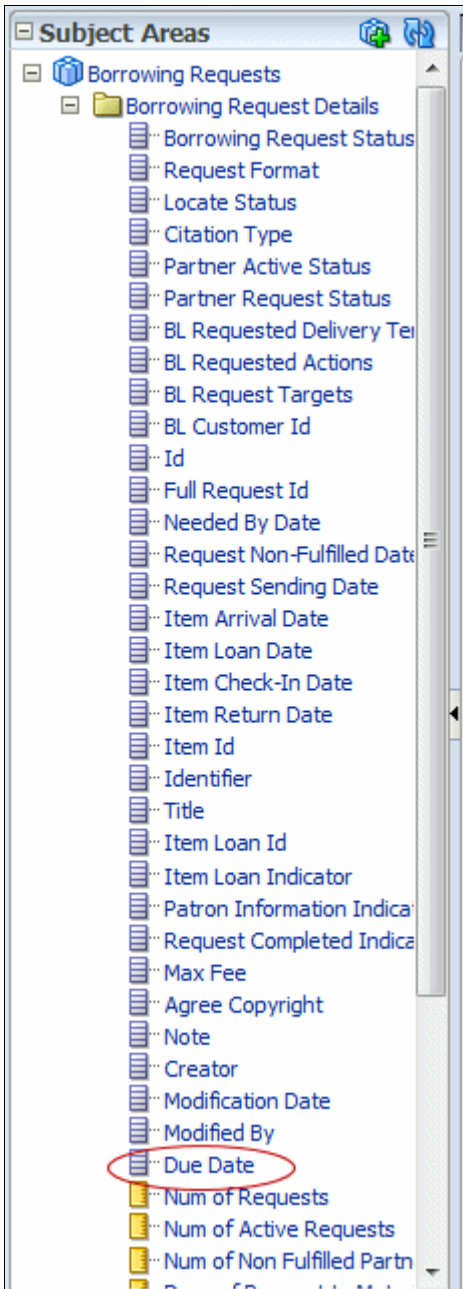 Subject Areas
Borrowing Requests
Borrowing Request Details
Borrowing Request Status
Request Format
Locate Status
Citation Type
Partner Active Status
Partner Request Status
BL Requested Delivery
BL Requested Actions
BL Request Targets
BL Customer Id
Id
Full Request Id
Needed By Date
Request Non-Fulfilled Date
Request Sending Date
Item Arrival Date
Item Loan Date
Item Check-In Date
Item Return Date
Item Id
Identifier
Title
Item Loan Id
Item Loan Indicator
Patron Information
Request Completed
Max Fee
Agree Copyright
Note
Creator
Modification Date
Modified By
Due Date
Num of Requests
Num of Active Requests
Num of Non Fulfilled